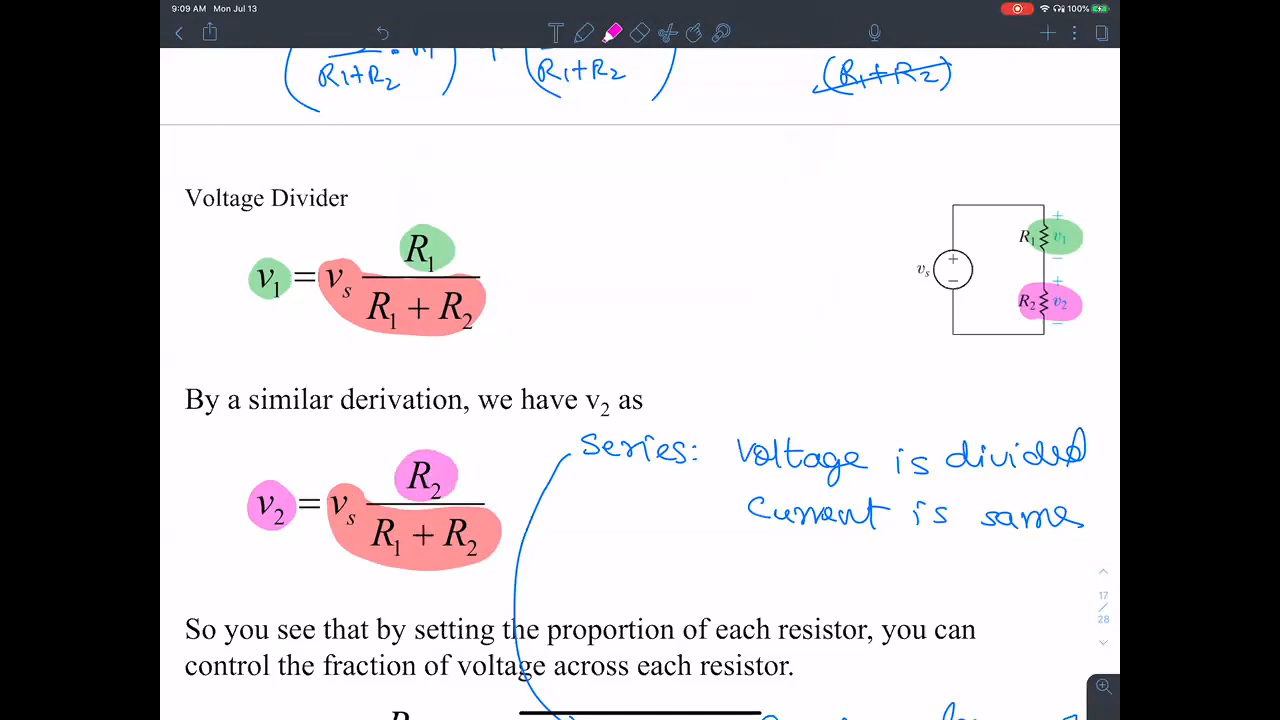 9:09 AM Mon Jul 13
100%
R1+R2
R1+R2
(R1+R2)
Voltage Divider
v1 = vs R1 / R1 + R2
vs
R1
+
v1
−
+
−
R2
+
v2
−
By a similar derivation, we have v2 as
Series: Voltage is divided
Current is same
v2 = vs R2 / R1 + R2
17
/
28
So you see that by setting the proportion of each resistor, you can
control the fraction of voltage across each resistor.